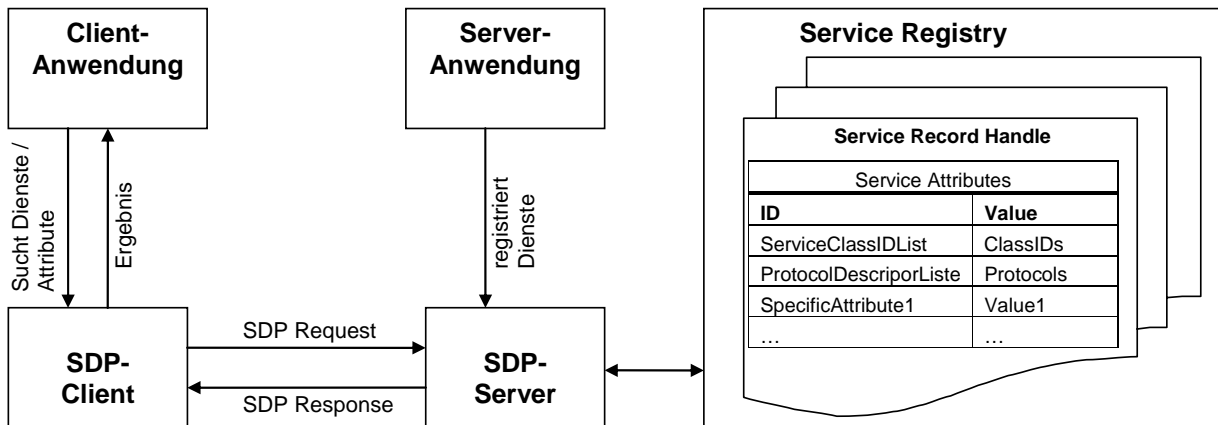 Client-
Anwendung
Server-
Anwendung
Service Registry
Service Record Handle
Service Attributes
ID Value
ServiceClassIDList ClassIDs
ProtocolDescriporListe Protocols
SpecificAttribute1 Value1
… …
Sucht Dienste /
Attribute
Ergebnis
registriert
Dienste
SDP Request
SDP Response
SDP-
Client
SDP-
Server